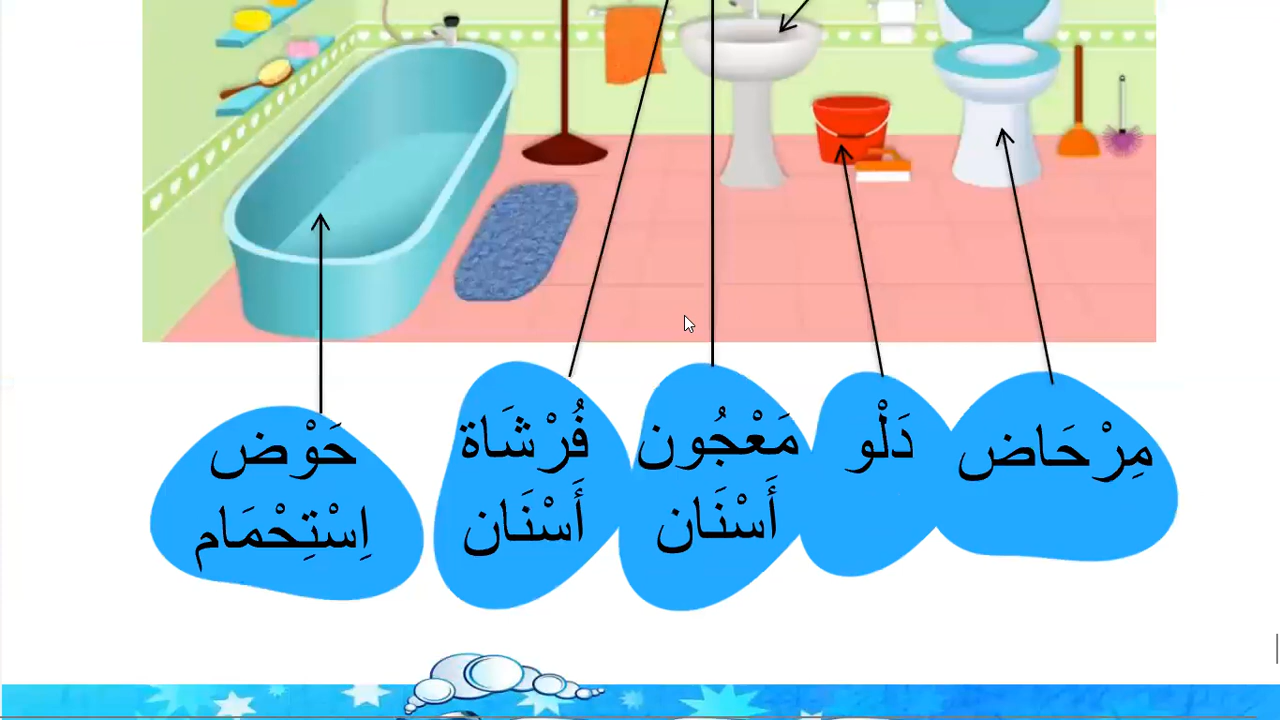 مِرْحَاض
دَلْو
مَعْجُون
أَسْنَان
فُرْشَاة
أَسْنَان
حَوْض
اِسْتِحْمَام